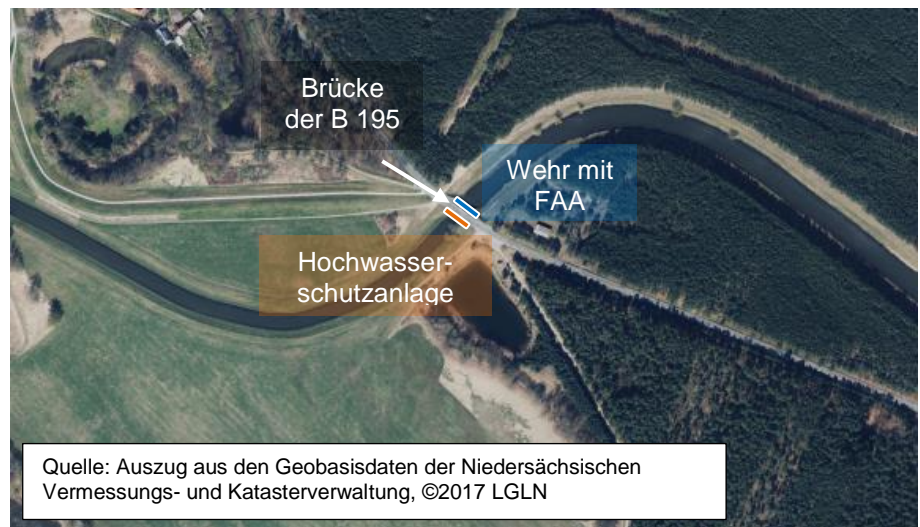 Brücke
der B 195
Wehr mit
FAA
Hochwasser-
schutzanlage
Quelle: Auszug aus den Geobasisdaten der Niedersächsischen
Vermessungs- und Katasterverwaltung, ©2017 LGLN